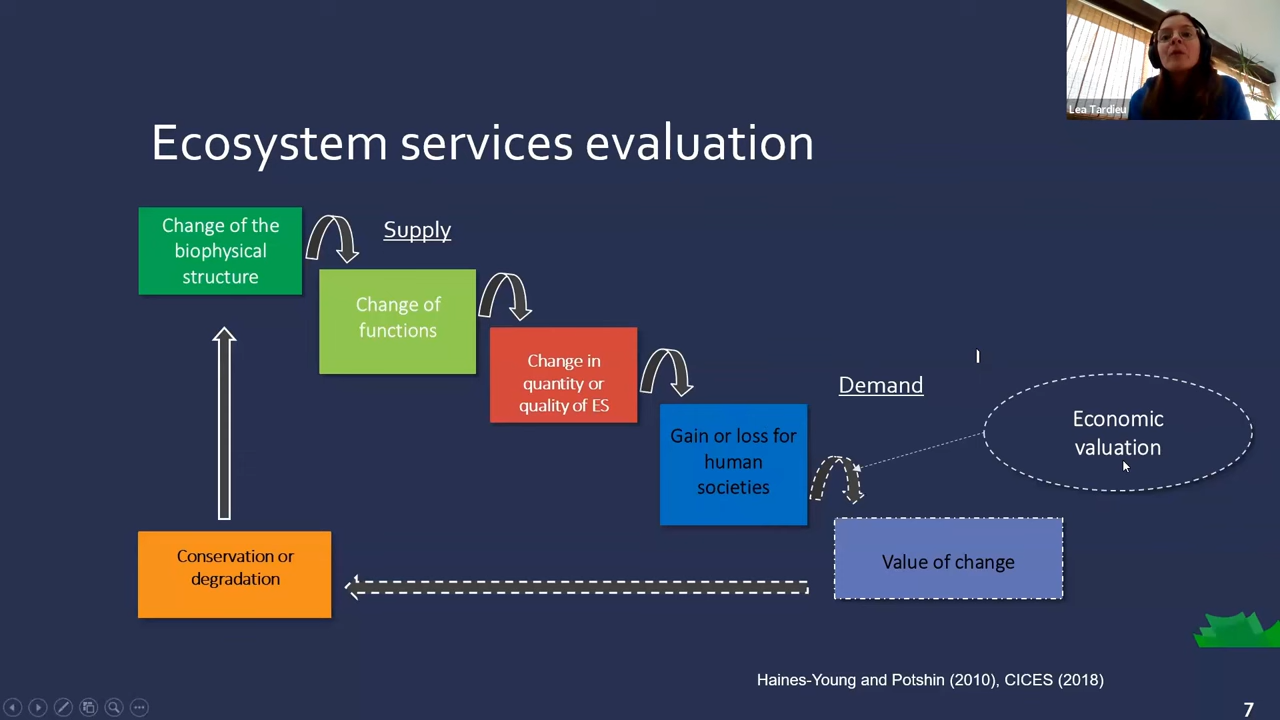 Lea Tardieu
Ecosystem services evaluation
Change of the
biophysical
structure
Supply
Change of
functions
Change in
quantity or
quality of ES
Demand
Gain or loss for
human
societies
Economic
valuation
Value of change
Conservation or
degradation
Haines-Young and Potshin (2010), CICES (2018)
7